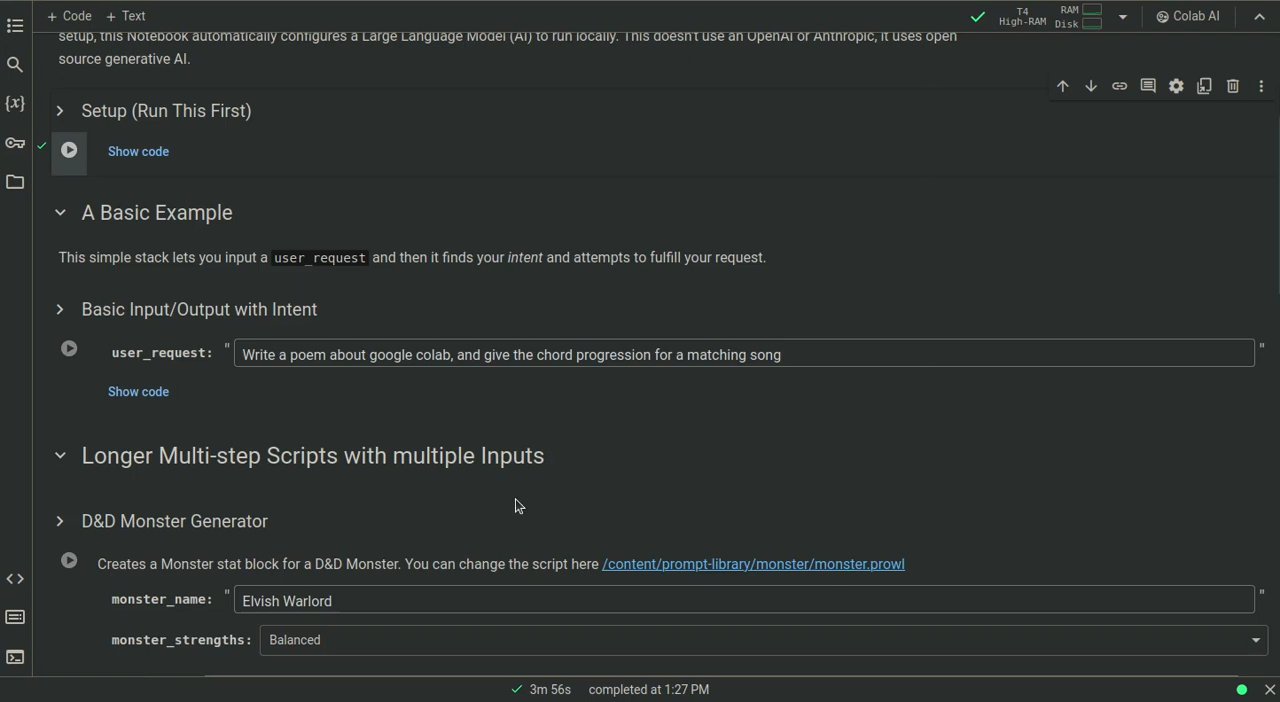 + Code + Text
T4
High-RAM
RAM
Disk
Colab AI
setup, this Notebook automatically configures a Large Language Model (AI) to run locally. This doesn't use an OpenAI or Anthropic, it uses open
source generative AI.
Setup (Run This First)
Show code
A Basic Example
This simple stack lets you input a user_request and then it finds your intent and attempts to fulfill your request.
Basic Input/Output with Intent
user_request: " Write a poem about google colab, and give the chord progression for a matching song "
Show code
Longer Multi-step Scripts with multiple Inputs
D&D Monster Generator
Creates a Monster stat block for a D&D Monster. You can change the script here /content/prompt-library/monster/monster.prowl
monster_name: " Elvish Warlord "
monster_strengths: Balanced
3m 56s completed at 1:27 PM